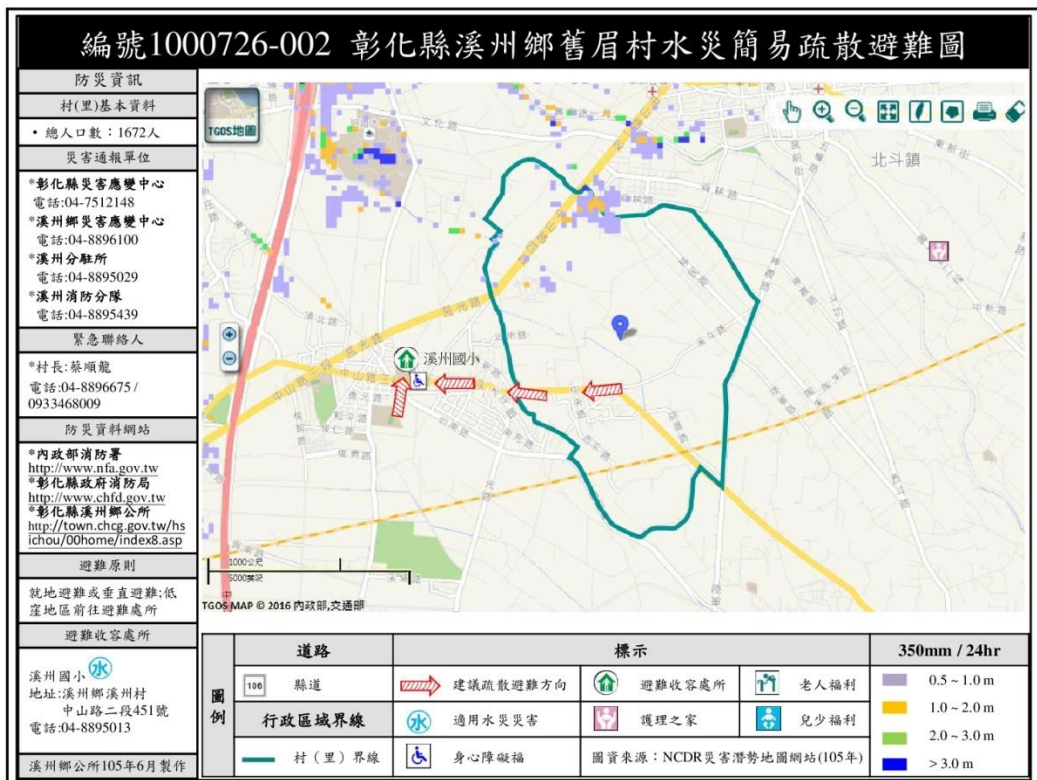 編號1000726-002 彰化縣溪州鄉舊眉村水災簡易疏散避難圖
防災資訊
村(里)基本資料
• 總人口數：1672人
災害通報單位
*彰化縣災害應變中心
電話:04-7512148
*溪州鄉災害應變中心
電話:04-8896100
*溪州分駐所
電話:04-8895029
*溪州消防分隊
電話:04-8895439
緊急聯絡人
*村長:蔡順龍
電話:04-8896675 /
0933468009
防災資料網站
*內政部消防署
http://www.nfa.gov.tw
*彰化縣政府消防局
http://www.chfd.gov.tw
*彰化縣溪州鄉公所
http://town.chcg.gov.tw/hs
ichou/00home/index8.asp
避難原則
就地避難或垂直避難;低
窪地區前往避難處所
避難收容處所
溪州國小 水
地址:溪州鄉溪州村
中山路二段451號
電話:04-8895013
溪州鄉公所105年6月製作
TGOS地圖
文北路
北斗鎮
溪州國小
中山路三段
1000公尺
5000英呎
TGOS MAP © 2016 內政部,交通部
圖例
道路
標示
350mm / 24hr
106 縣道
建議疏散避難方向
避難收容處所
老人福利
0.5 ~ 1.0 m
行政區域界線
水 適用水災災害
護理之家
兒少福利
1.0 ~ 2.0 m
村（里）界線
身心障礙福
圖資來源：NCDR災害潛勢地圖網站(105年)
2.0 ~ 3.0 m
> 3.0 m